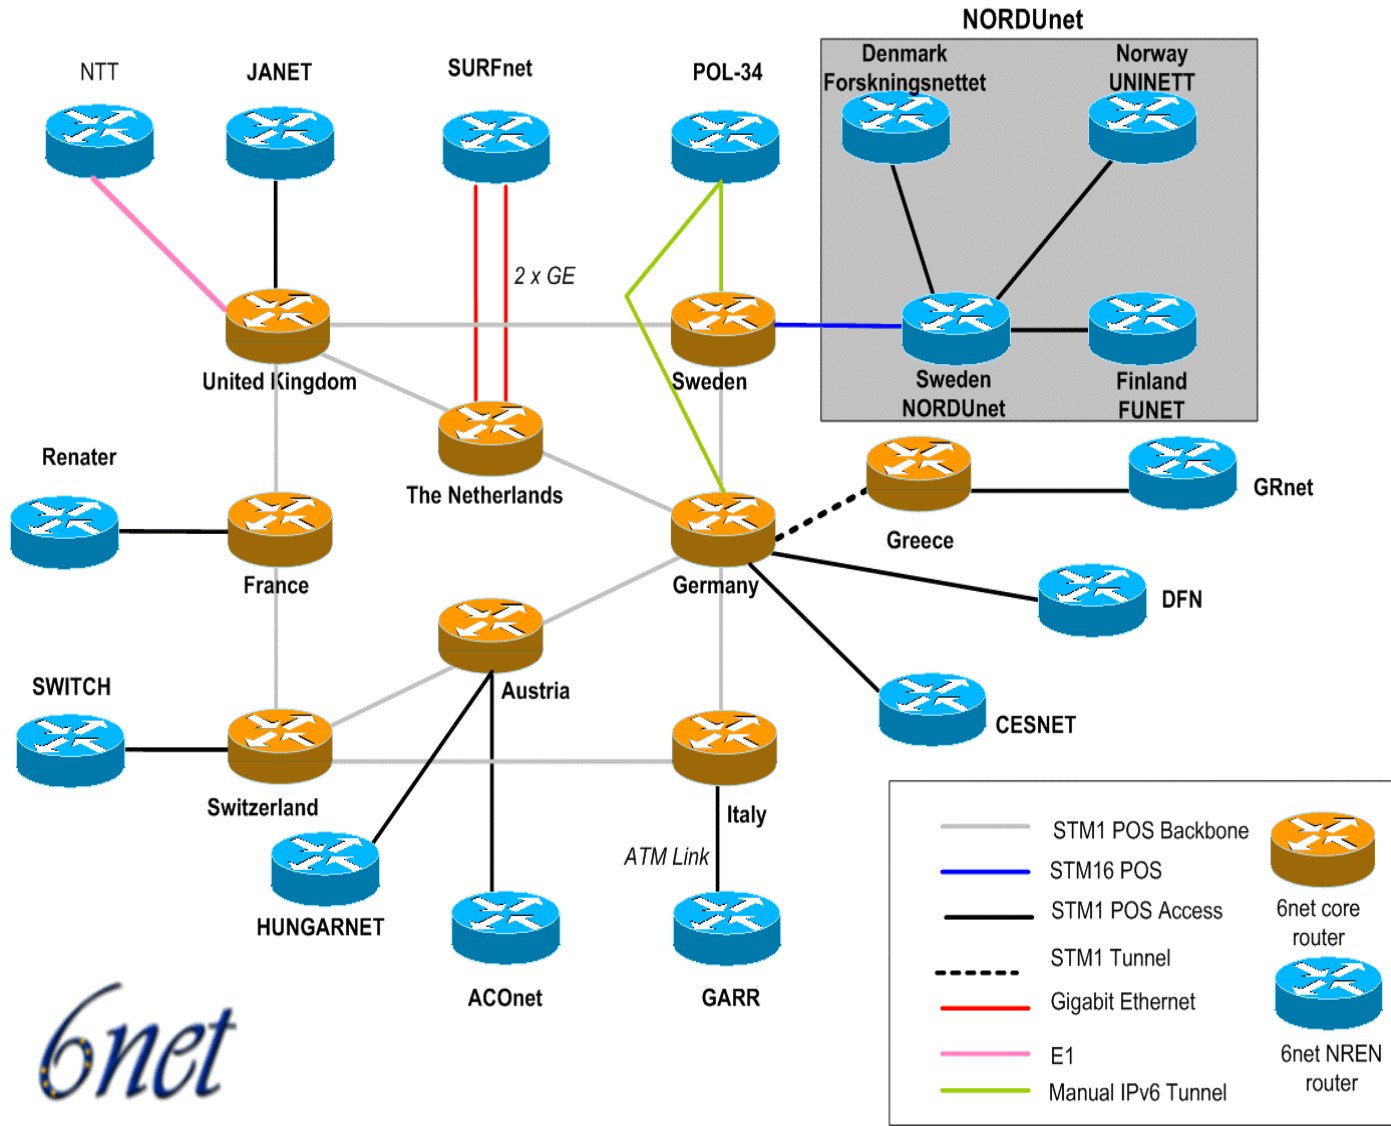 NORDUnet
NTT
JANET
SURFnet
POL-34
Denmark
Forskningsnettet
Norway
UNINETT
2 x GE
United Kingdom
Sweden
Sweden
NORDUnet
Finland
FUNET
Renater
The Netherlands
GRnet
Greece
France
Germany
DFN
SWITCH
Austria
CESNET
Switzerland
Italy
ATM Link
HUNGARNET
ACOnet
GARR
STM1 POS Backbone
STM16 POS
STM1 POS Access
STM1 Tunnel
Gigabit Ethernet
E1
Manual IPv6 Tunnel
6net core
router
6net NREN
router
6net